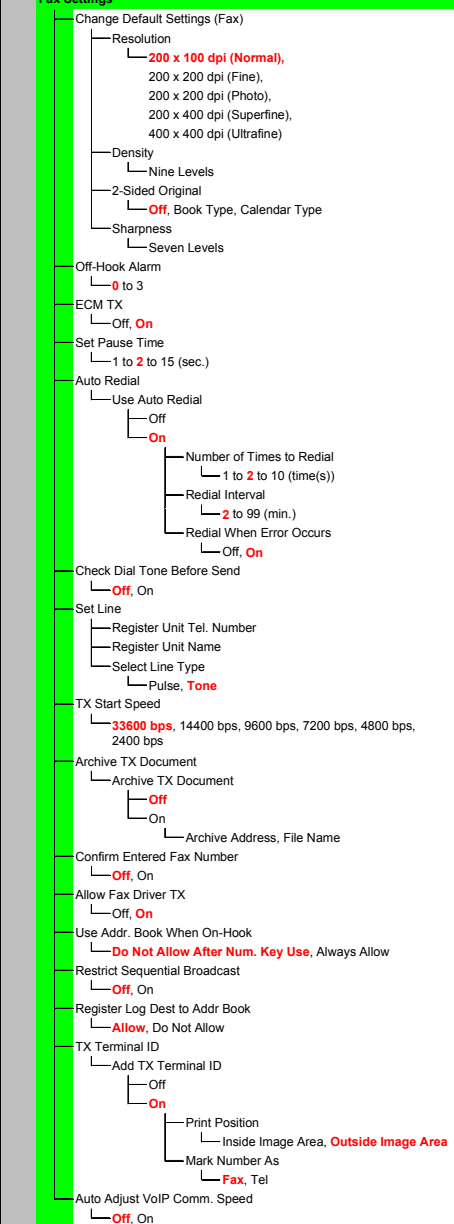 Fax Settings
Change Default Settings (Fax)
Resolution
200 x 100 dpi (Normal),
200 x 200 dpi (Fine),
200 x 200 dpi (Photo),
200 x 400 dpi (Superfine),
400 x 400 dpi (Ultrafine)
Density
Nine Levels
2-Sided Original
Off, Book Type, Calendar Type
Sharpness
Seven Levels
Off-Hook Alarm
0 to 3
ECM TX
Off, On
Set Pause Time
1 to 2 to 15 (sec.)
Auto Redial
Use Auto Redial
Off
On
Number of Times to Redial
1 to 2 to 10 (time(s))
Redial Interval
2 to 99 (min.)
Redial When Error Occurs
Off, On
Check Dial Tone Before Send
Off, On
Set Line
Register Unit Tel. Number
Register Unit Name
Select Line Type
Pulse, Tone
TX Start Speed
33600 bps, 14400 bps, 9600 bps, 7200 bps, 4800 bps,
2400 bps
Archive TX Document
Archive TX Document
Off
On
Archive Address, File Name
Confirm Entered Fax Number
Off, On
Allow Fax Driver TX
Off, On
Use Addr. Book When On-Hook
Do Not Allow After Num. Key Use, Always Allow
Restrict Sequential Broadcast
Off, On
Register Log Dest to Addr Book
Allow, Do Not Allow
TX Terminal ID
Add TX Terminal ID
Off
On
Print Position
Inside Image Area, Outside Image Area
Mark Number As
Fax, Tel
Auto Adjust VoIP Comm. Speed
Off, On